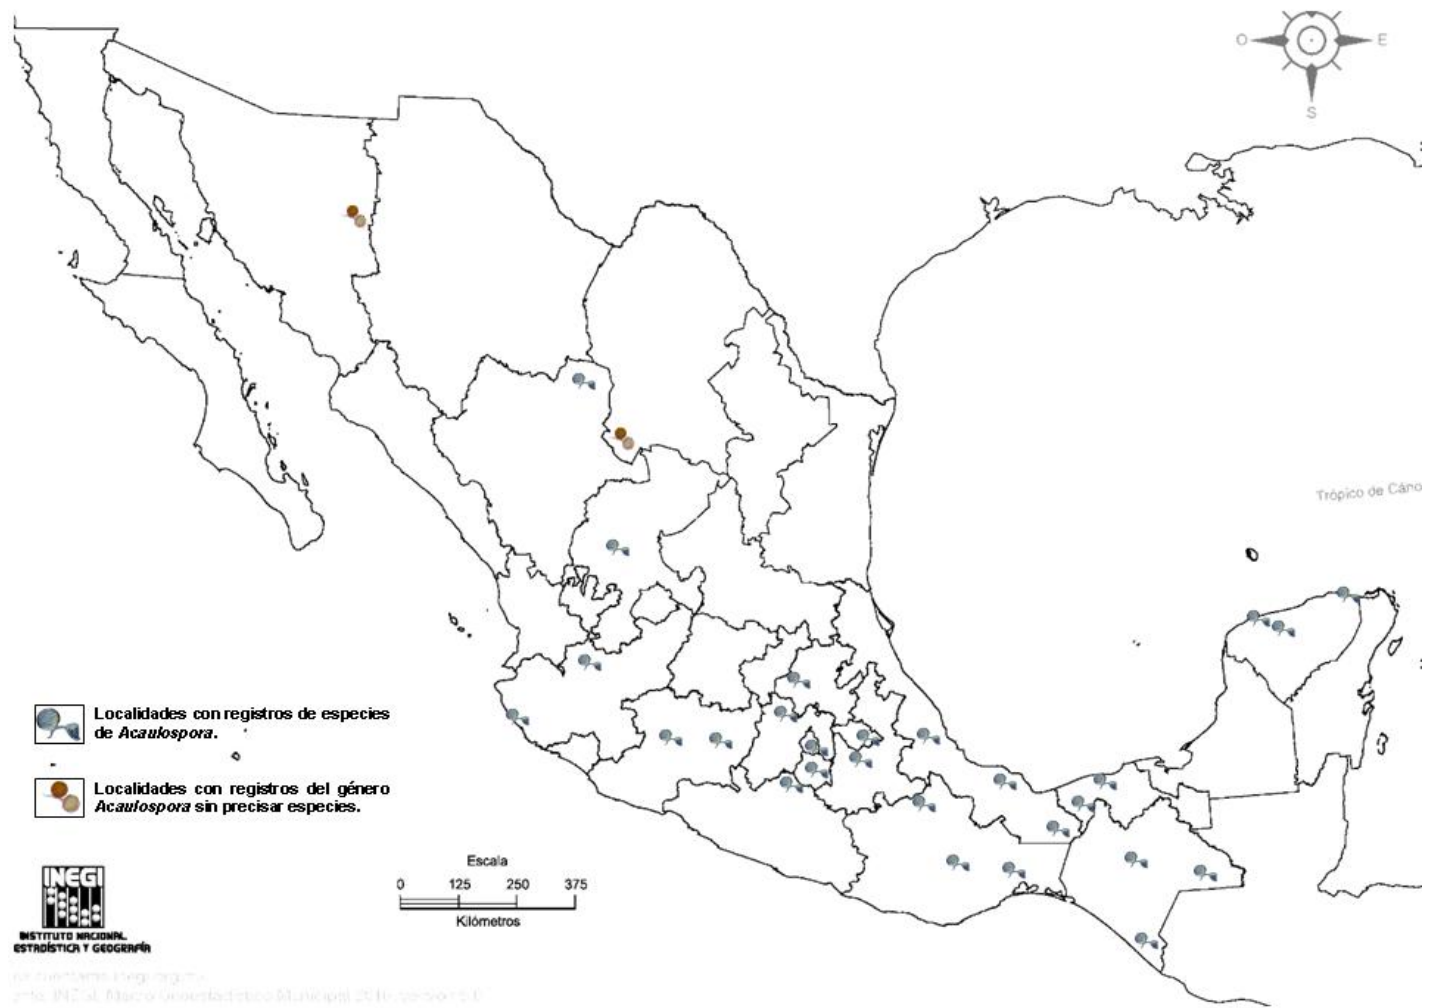 O E
S
Trópico de Cánc
Localidades con registros de especies
de Acaulospora.
Localidades con registros del género
Acaulospora sin precisar especies.
Escala
0 125 250 375
Kilómetros
INEGI
INSTITUTO NACIONAL
ESTADÍSTICA Y GEOGRAFÍA